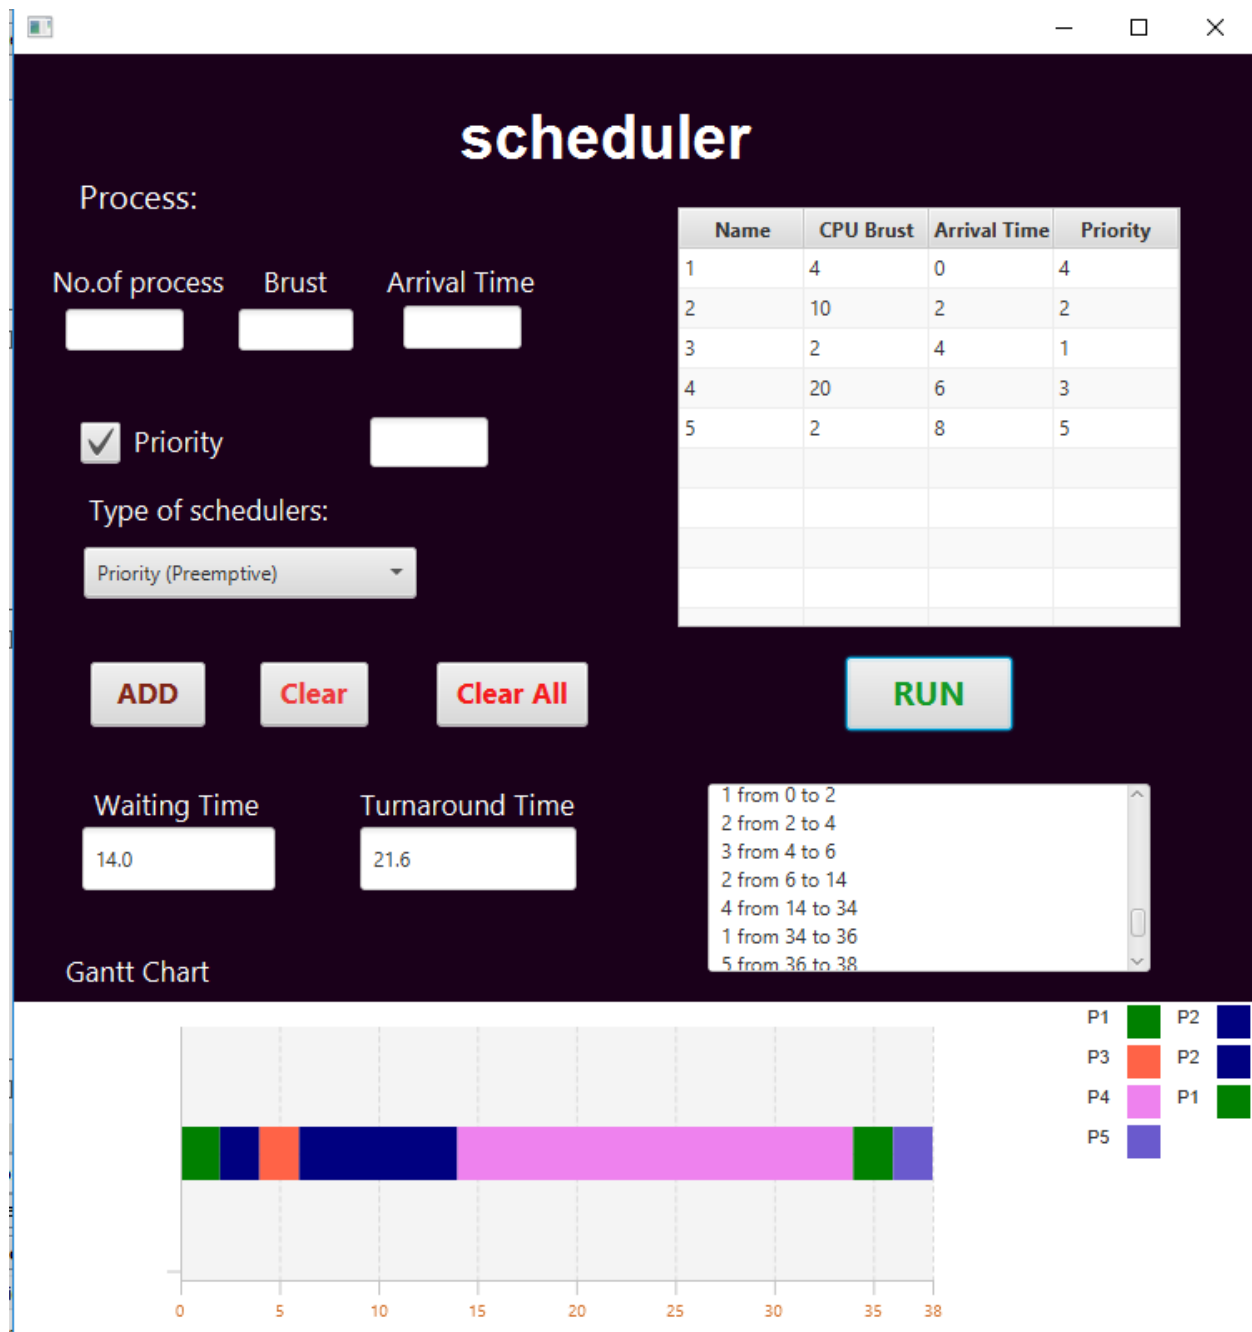 scheduler
Process:
No.of process Brust Arrival Time
Priority
Type of schedulers:
Priority (Preemptive)
ADD Clear Clear All
Name CPU Brust Arrival Time Priority
1 4 0 4
2 10 2 2
3 2 4 1
4 20 6 3
5 2 8 5
RUN
Waiting Time Turnaround Time
14.0 21.6
1 from 0 to 2
2 from 2 to 4
3 from 4 to 6
2 from 6 to 14
4 from 14 to 34
1 from 34 to 36
5 from 36 to 38
Gantt Chart
P1 P2
P3 P2
P4 P1
P5
0 5 10 15 20 25 30 35 38